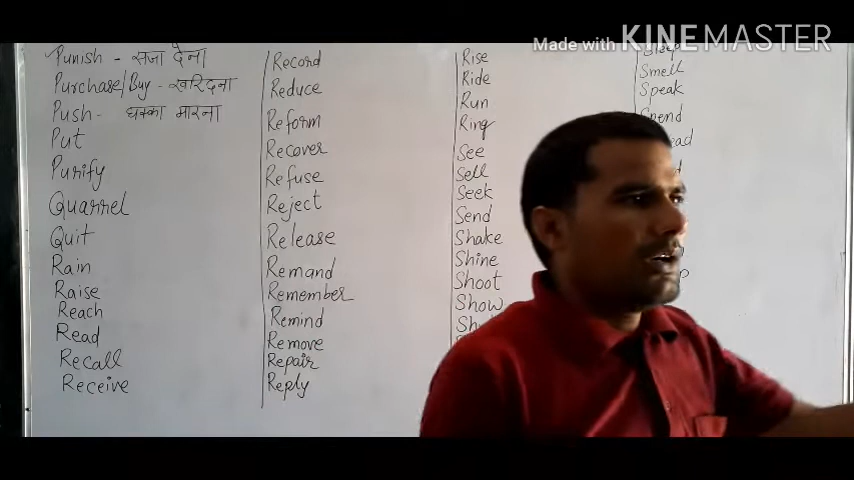 Made with KINEMASTER
Punish - सजा देना
Purchase/Buy - खरिदना
Push - धक्का मारना
Put
Purify
Quarrel
Quit
Rain
Raise
Reach
Read
Recall
Receive
Record
Reduce
Reform
Recover
Refuse
Reject
Release
Remand
Remember
Remind
Remove
Repair
Reply
Rise
Ride
Run
Ring
See
Sell
Seek
Send
Shake
Shine
Shoot
Show
Sleep
Smell
Speak
Spend